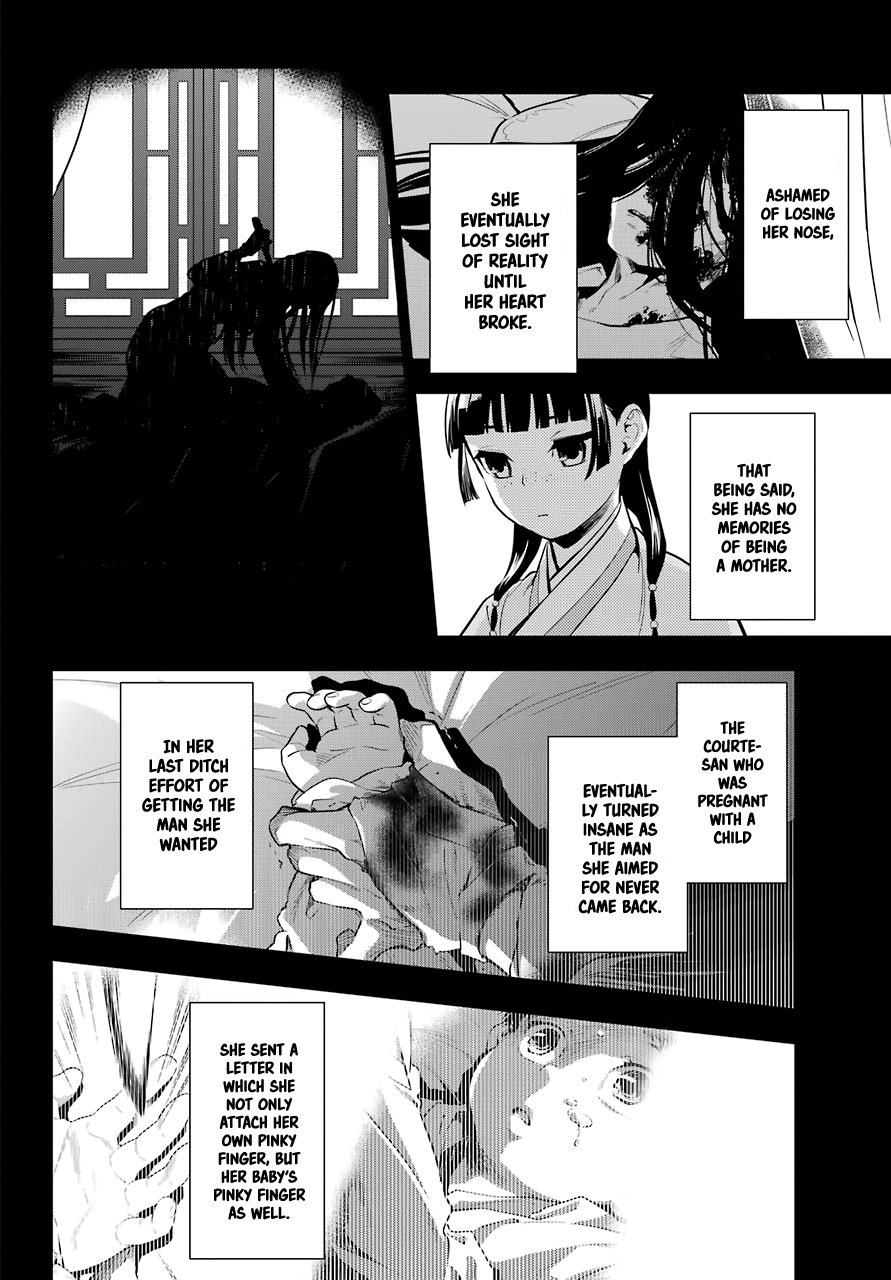 ASHAMED
OF LOSING
HER NOSE,
SHE
EVENTUALLY
LOST SIGHT
OF REALITY
UNTIL
HER HEART
BROKE.
THAT
BEING SAID,
SHE HAS NO
MEMORIES
OF BEING
A MOTHER.
THE
COURTE-
SAN WHO
WAS
PREGNANT
WITH A
CHILD
EVENTUAL-
LY TURNED
INSANE AS
THE MAN
SHE AIMED
FOR NEVER
CAME BACK.
IN HER
LAST DITCH
EFFORT OF
GETTING THE
MAN SHE
WANTED
SHE SENT A
LETTER IN
WHICH SHE
NOT ONLY
ATTACH HER
OWN PINKY
FINGER, BUT
HER BABY'S
PINKY FINGER
AS WELL.